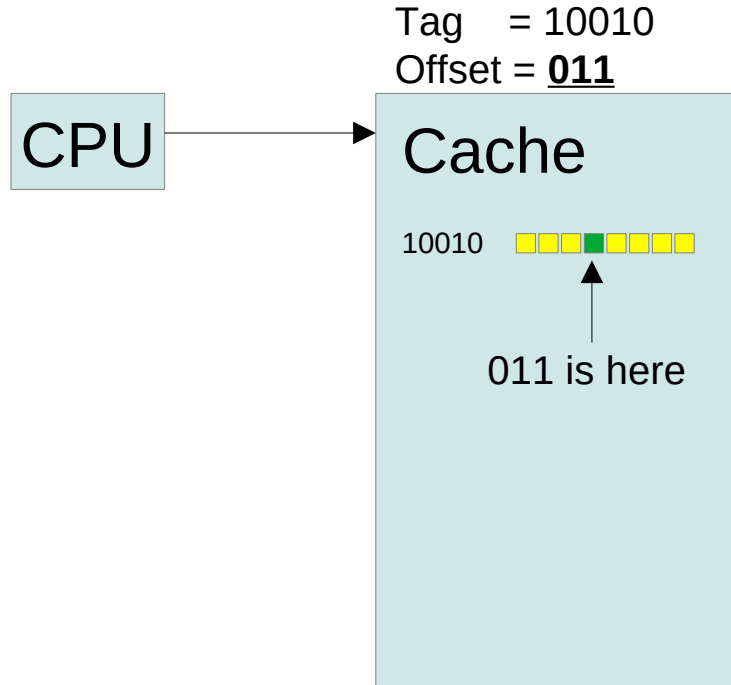 Tag = 10010
Offset = 011
CPU
Cache
10010
011 is here